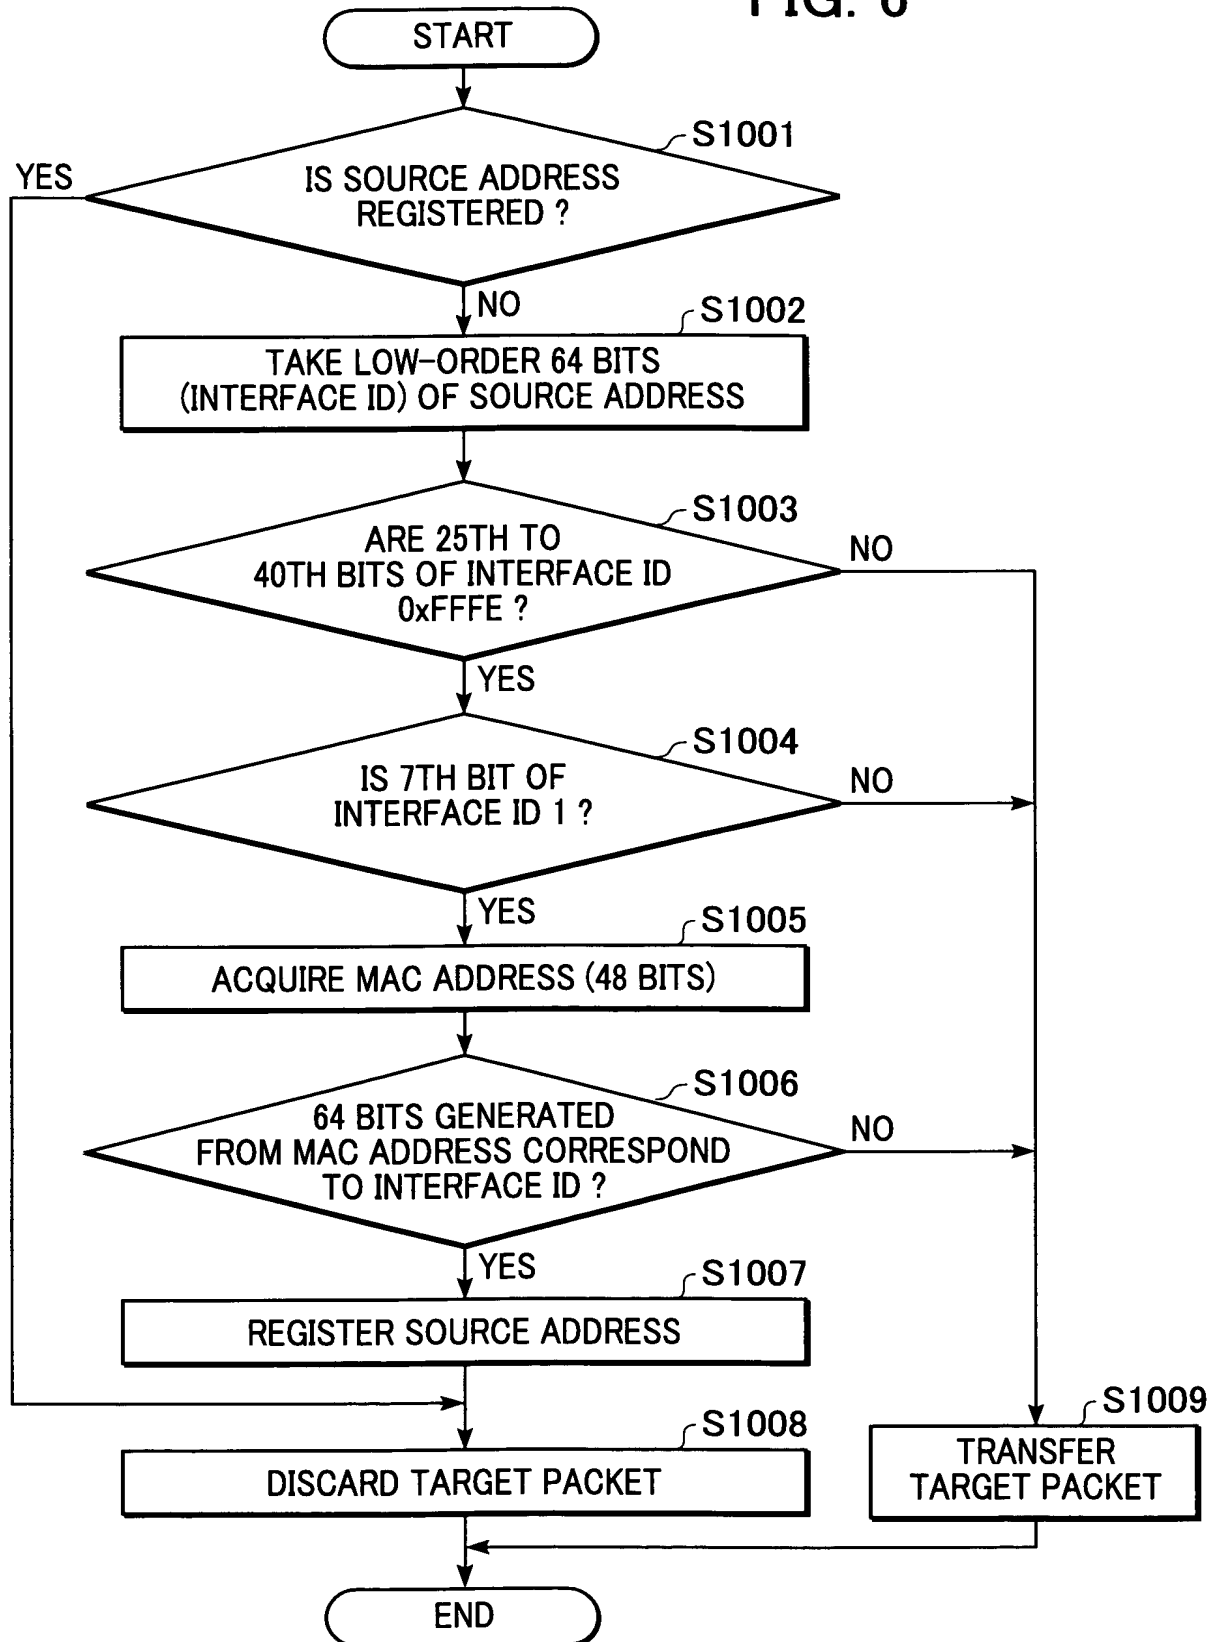 FIG. 6
START
S1001
YES
IS SOURCE ADDRESS
REGISTERED ?
NO
S1002
TAKE LOW-ORDER 64 BITS
(INTERFACE ID) OF SOURCE ADDRESS
S1003
ARE 25TH TO
40TH BITS OF INTERFACE ID
0xFFFE ?
NO
YES
S1004
IS 7TH BIT OF
INTERFACE ID 1 ?
NO
YES
S1005
ACQUIRE MAC ADDRESS (48 BITS)
S1006
64 BITS GENERATED
FROM MAC ADDRESS CORRESPOND
TO INTERFACE ID ?
NO
YES
S1007
REGISTER SOURCE ADDRESS
S1008
DISCARD TARGET PACKET
S1009
TRANSFER
TARGET PACKET
END